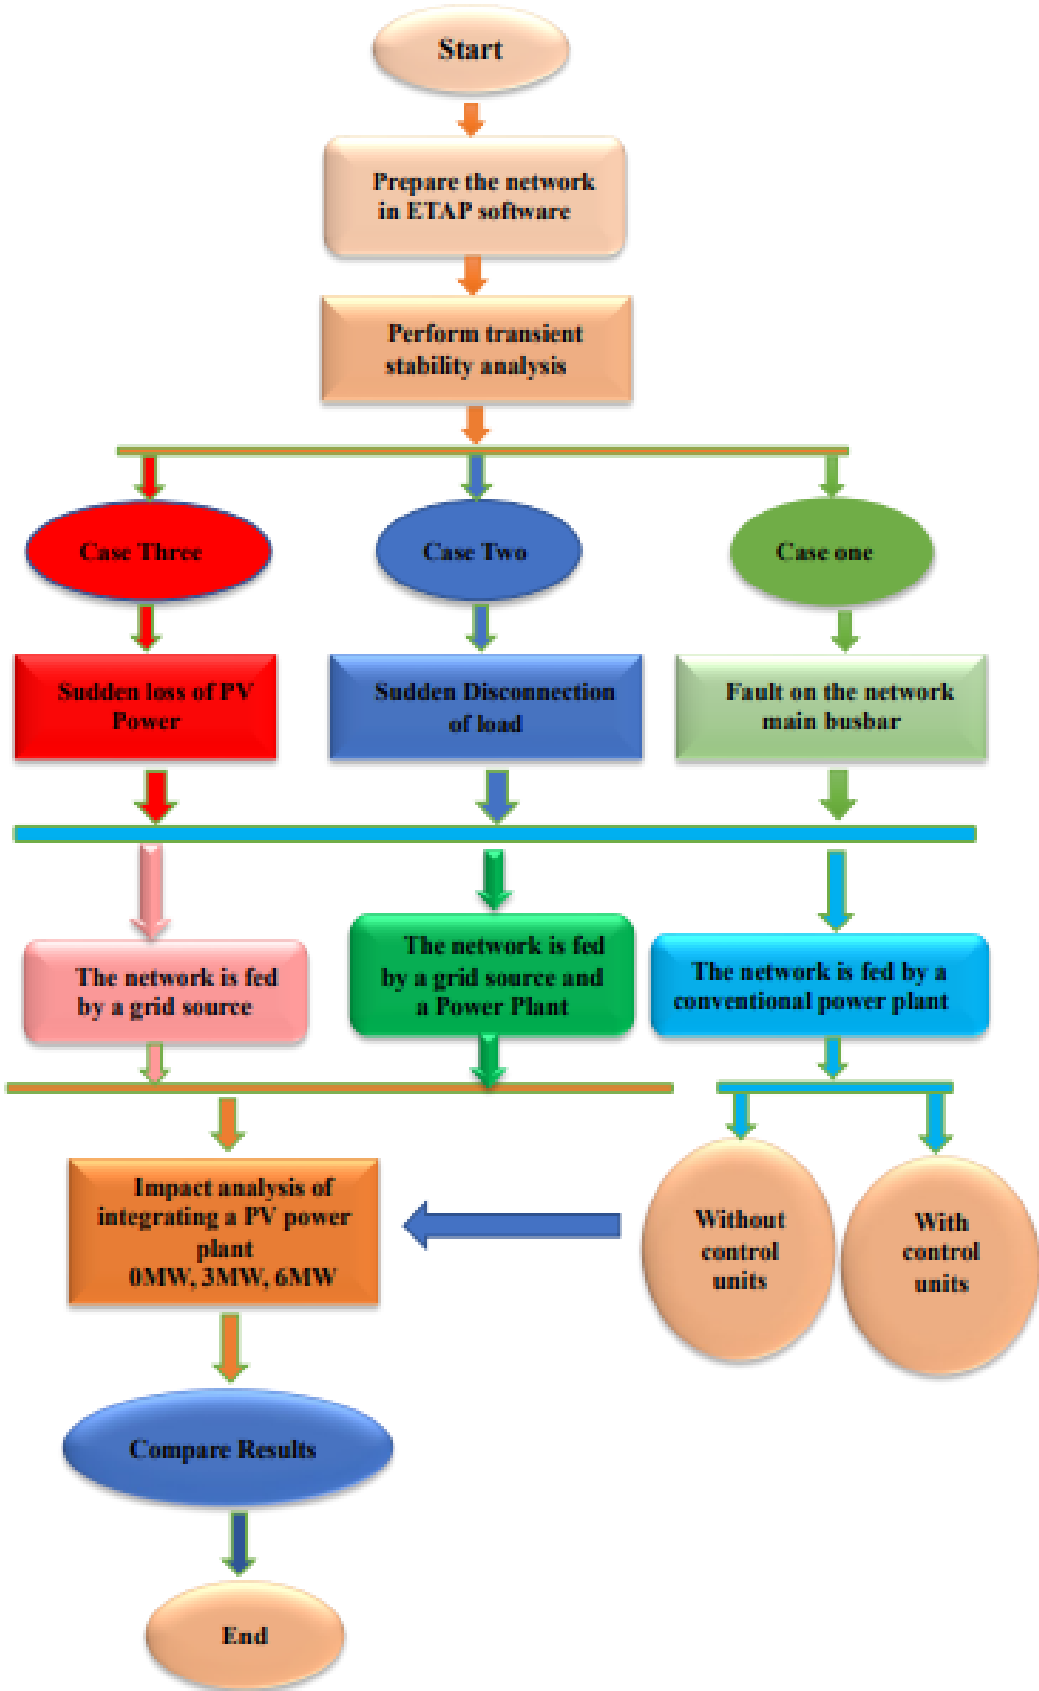 Start
Prepare the network
in ETAP software
Perform transient
stability analysis
Case Three
Case Two
Case one
Sudden loss of PV
Power
Sudden Disconnection
of load
Fault on the network
main busbar
The network is fed
by a grid source
The network is fed
by a grid source and
a Power Plant
The network is fed by a
conventional power plant
Impact analysis of
integrating a PV power
plant
0MW, 3MW, 6MW
Without
control
units
With
control
units
Compare Results
End